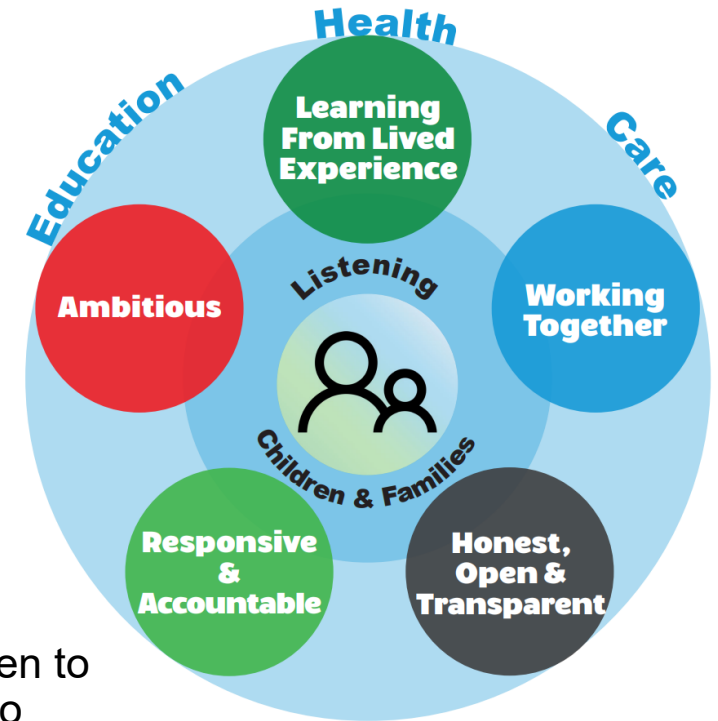 Health
Education
Care
Learning
From Lived
Experience
Ambitious
Working
Together
Listening
Children & Families
Responsive
&
Accountable
Honest,
Open &
Transparent
en to
o